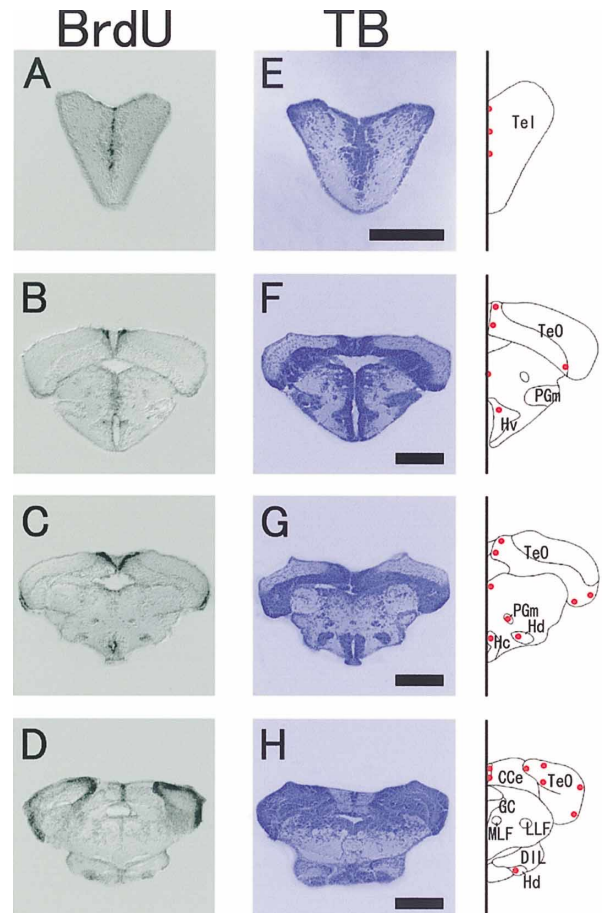 BrdU TB
A E Tel
B F TeO
PGm
Hv
C G TeO
PGm
Hd
Hc
D H CCe TeO
GC
MLF LLF
DIL
Hd